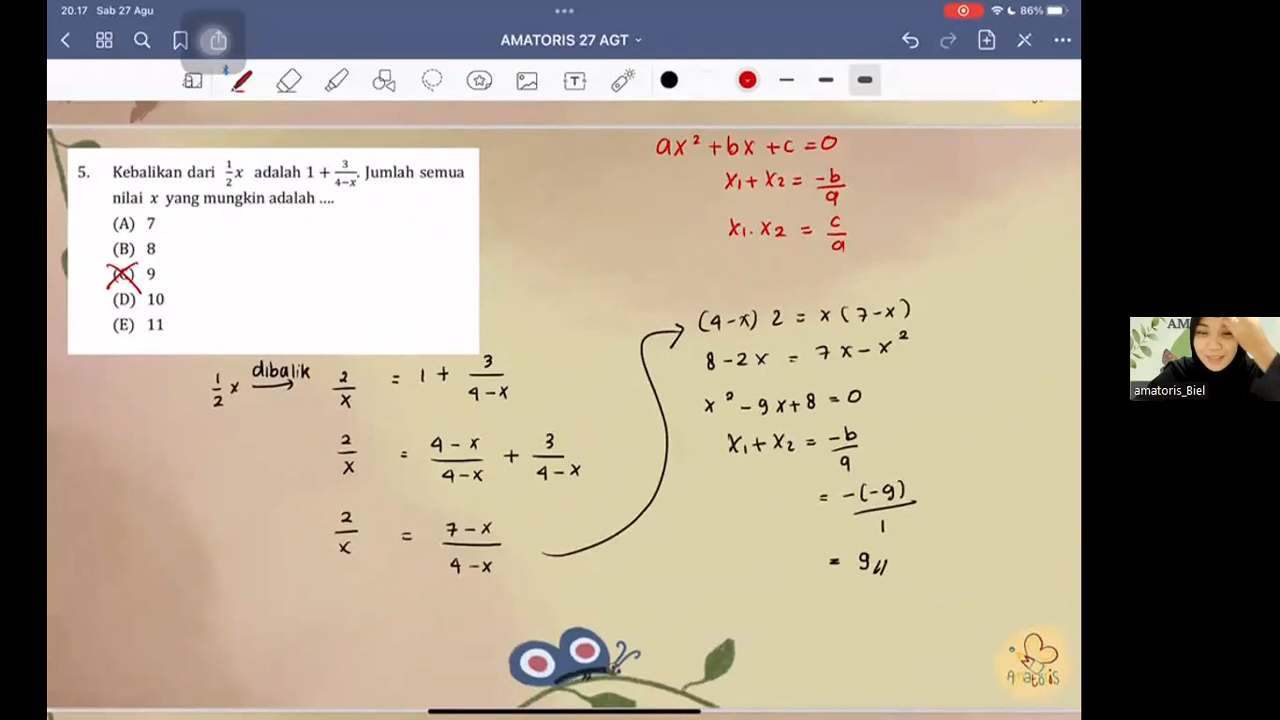 20.17 Sab 27 Agu
86%
AMATORIS 27 AGT
5. Kebalikan dari 1/2 x adalah 1 + 3/(4−x). Jumlah semua
nilai x yang mungkin adalah ....
(A) 7
(B) 8
(C) 9
(D) 10
(E) 11
ax² + bx + c = 0
x₁ + x₂ = -b/a
x₁ . x₂ = c/a
1/2 x dibalik → 2/x = 1 + 3/(4-x)
2/x = (4-x)/(4-x) + 3/(4-x)
2/x = (7-x)/(4-x)
(4-x) 2 = x (7-x)
8 - 2x = 7x - x²
x² - 9x + 8 = 0
x₁ + x₂ = -b/a
= -(-9)/1
= 9
AM
amatoris_Biel
Amatoris